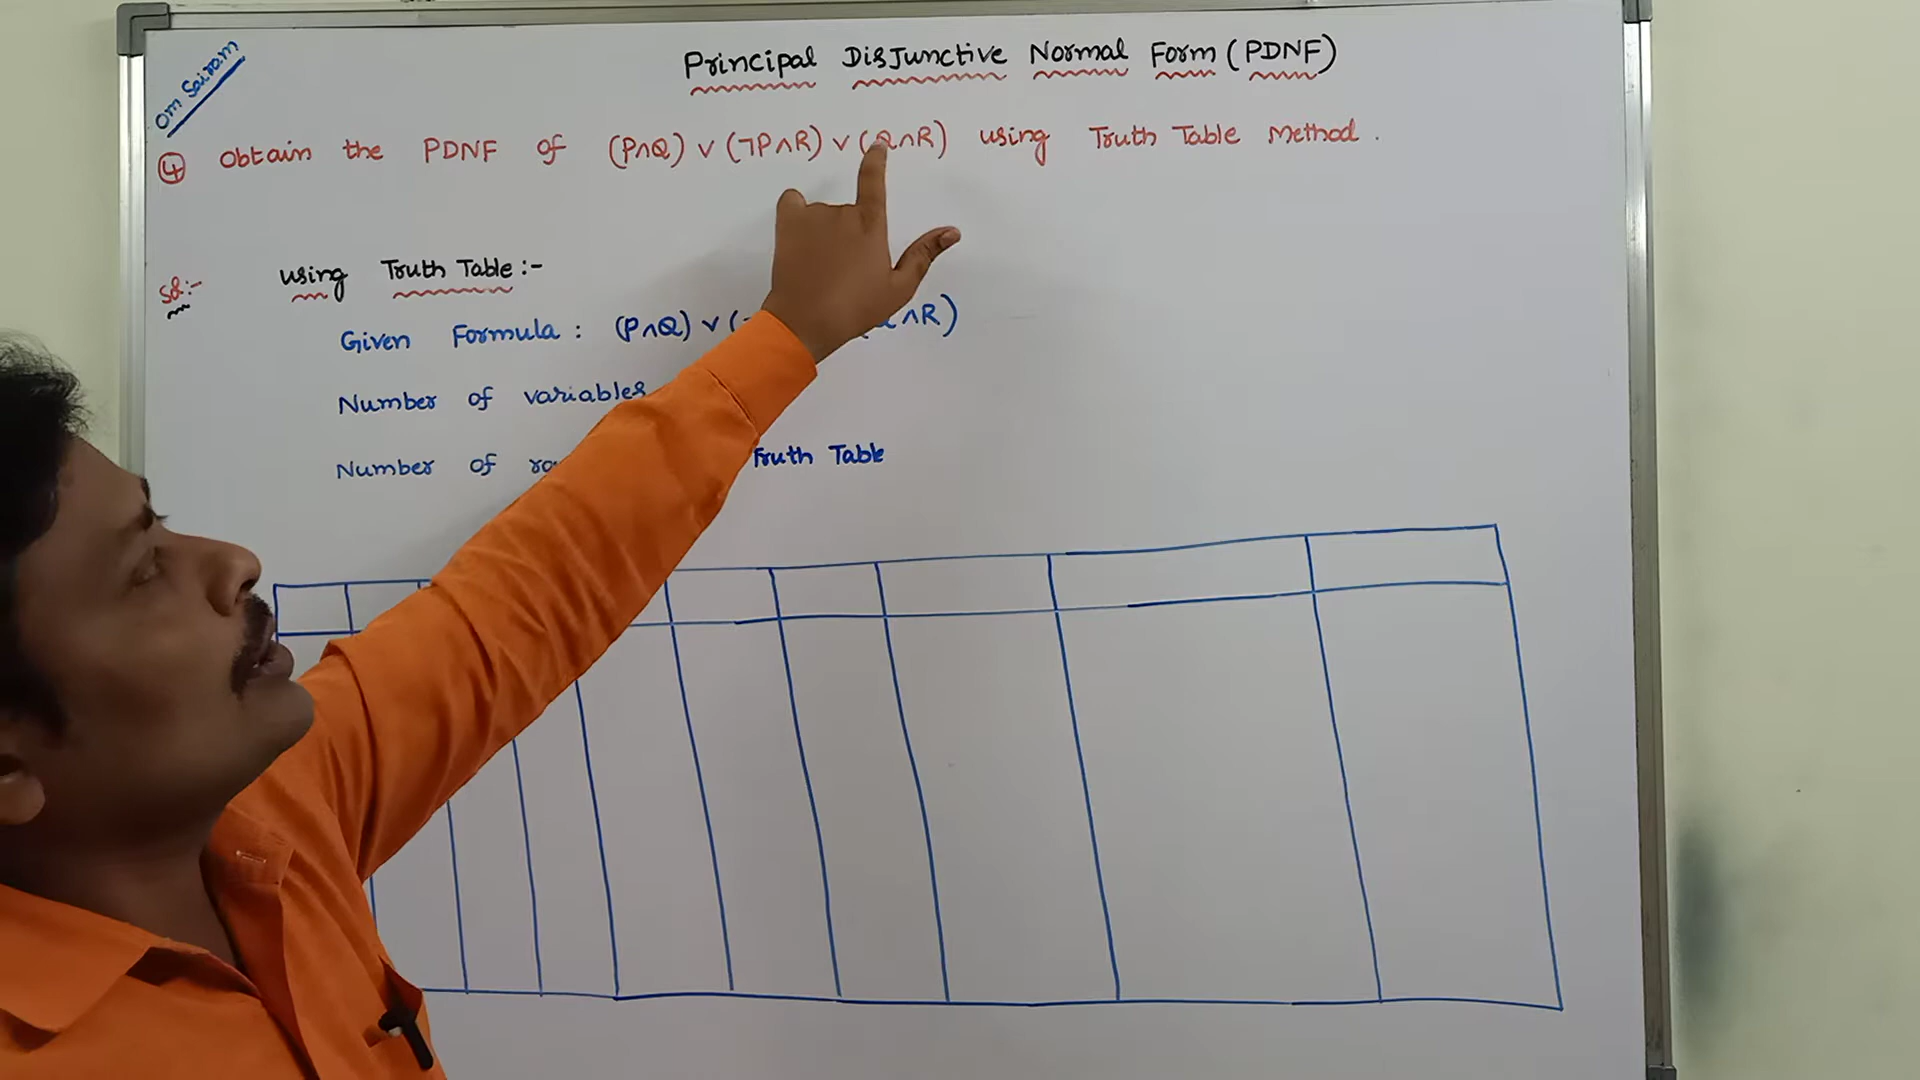 Om Sairam
Principal Disjunctive Normal Form (PDNF)
④ Obtain the PDNF of (P∧Q) ∨ (¬P∧R) ∨ (Q∧R) using Truth Table Method.
Sol:- using Truth Table:-
Given Formula : (P∧Q) ∨ ( ∧R)
Number of variables
Number of Truth Table